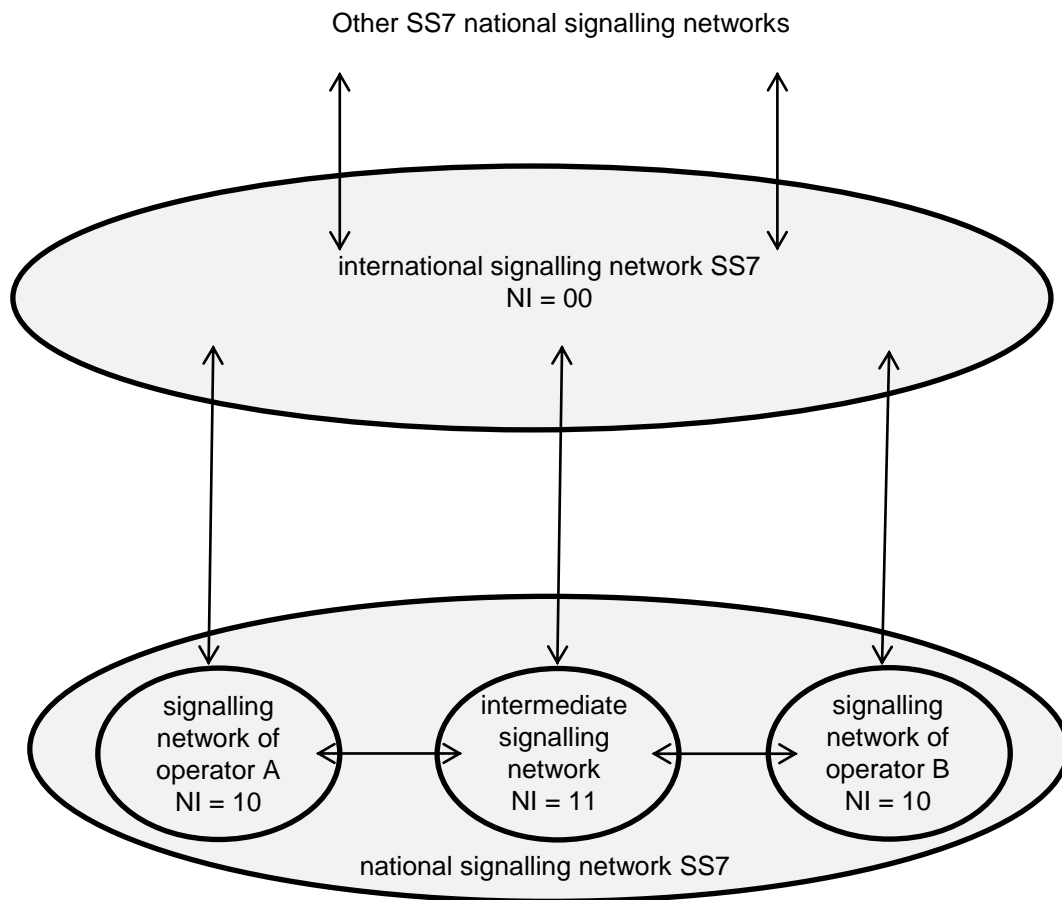 Other SS7 national signalling networks
international signalling network SS7
NI = 00
signalling
network of
operator A
NI = 10
intermediate
signalling
network
NI = 11
signalling
network of
operator B
NI = 10
national signalling network SS7